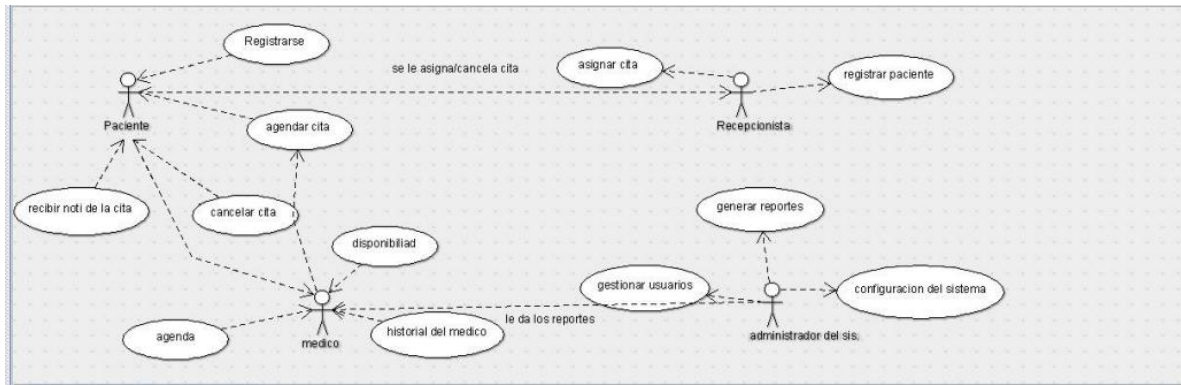 Registrarse
se le asigna/cancela cita
asignar cita
registrar paciente
Paciente
agendar cita
Recepcionista
recibir noti de la cita
cancelar cita
generar reportes
disponibiliad
gestionar usuarios
configuracion del sistema
le da los reportes
agenda
medico
historial del medico
administrador del sis.